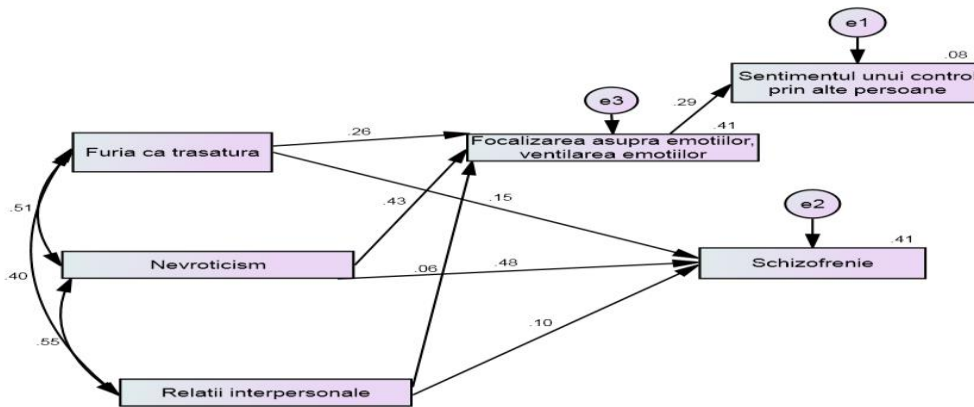 e1
.08
Sentimentul unui control
prin alte persoane
e3
.29
.41
.26
Furia ca trasatura
Focalizarea asupra emotiilor,
ventilarea emotiilor
.51
.43
.15
e2
.41
.40
Nevroticism
.06
.48
Schizofrenie
.10
.55
Relatii interpersonale